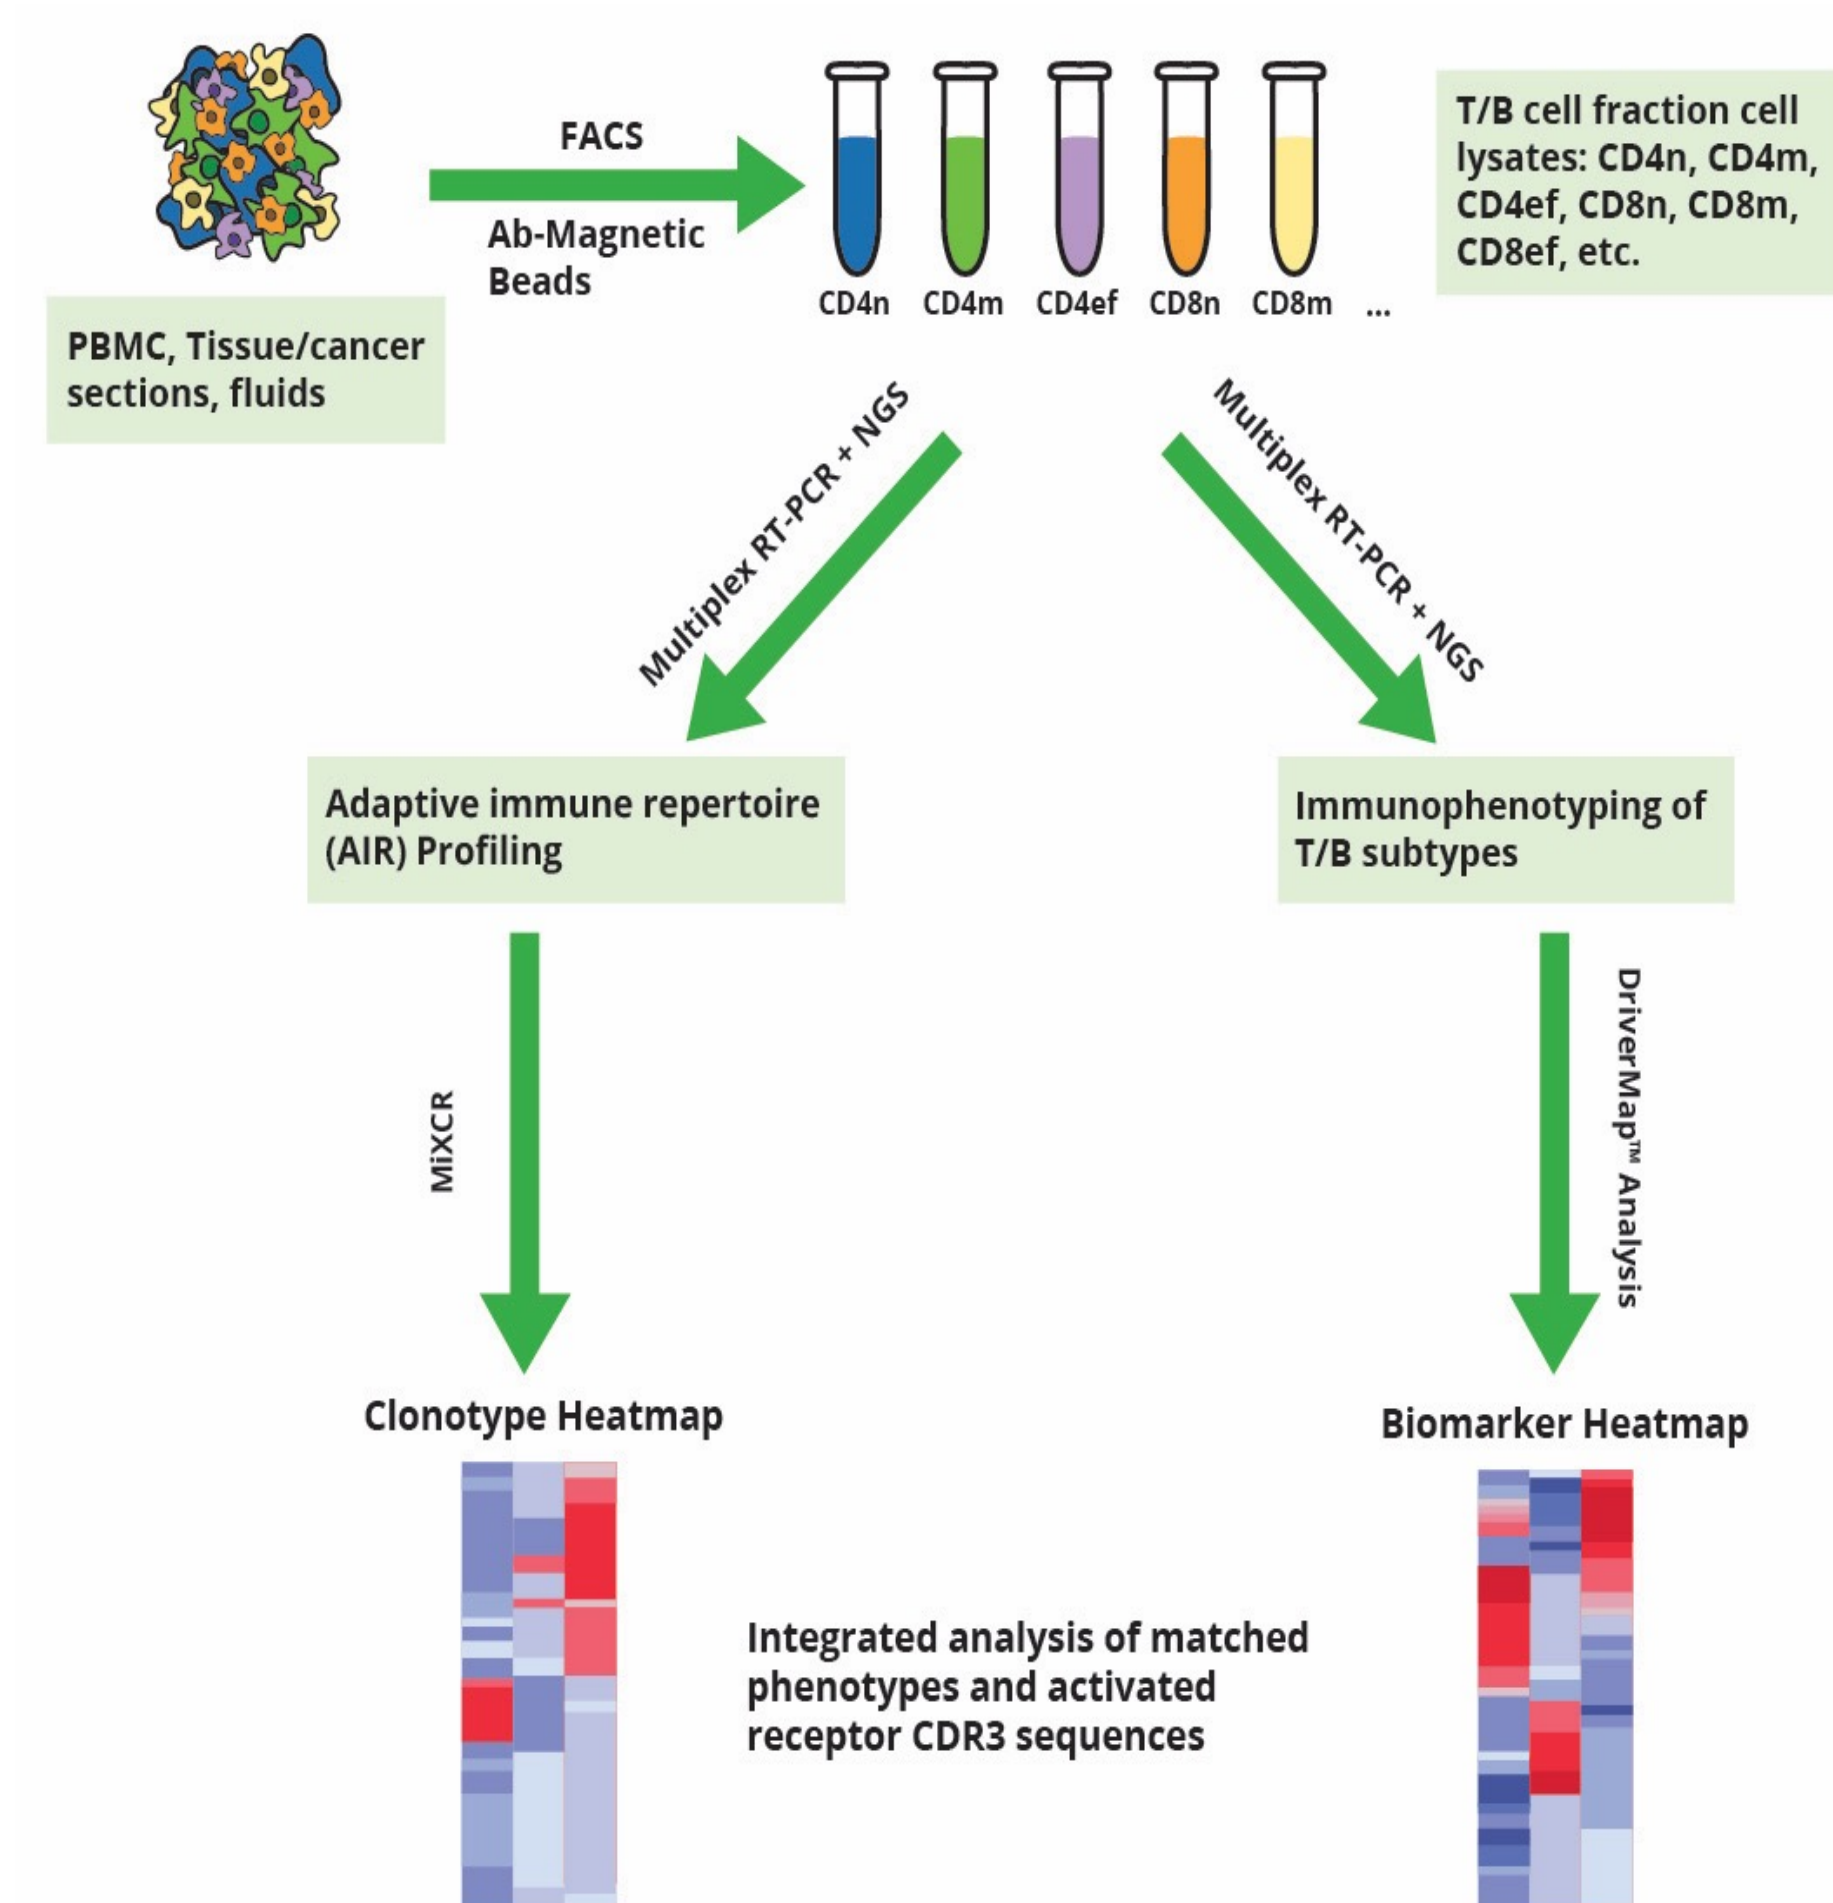 FACS
Ab-Magnetic
Beads
PBMC, Tissue/cancer
sections, fluids
CD4n CD4m CD4ef CD8n CD8m ...
T/B cell fraction cell
lysates: CD4n, CD4m,
CD4ef, CD8n, CD8m,
CD8ef, etc.
Multiplex RT-PCR + NGS
Multiplex RT-PCR + NGS
Adaptive immune repertoire
(AIR) Profiling
Immunophenotyping of
T/B subtypes
MiXCR
DriverMap™ Analysis
Clonotype Heatmap
Biomarker Heatmap
Integrated analysis of matched
phenotypes and activated
receptor CDR3 sequences